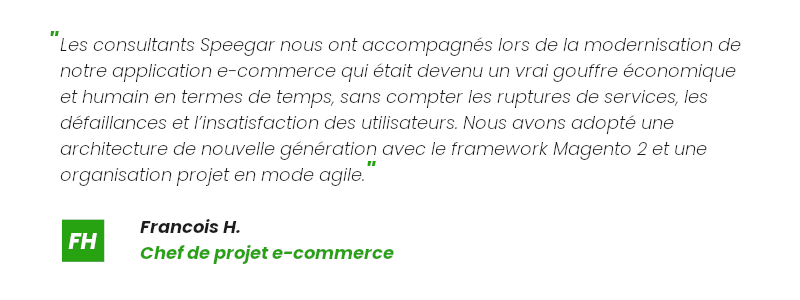 "Les consultants Speegar nous ont accompagnés lors de la modernisation de
notre application e-commerce qui était devenu un vrai gouffre économique
et humain en termes de temps, sans compter les ruptures de services, les
défaillances et l’insatisfaction des utilisateurs. Nous avons adopté une
architecture de nouvelle génération avec le framework Magento 2 et une
organisation projet en mode agile."
FH
Francois H.
Chef de projet e-commerce